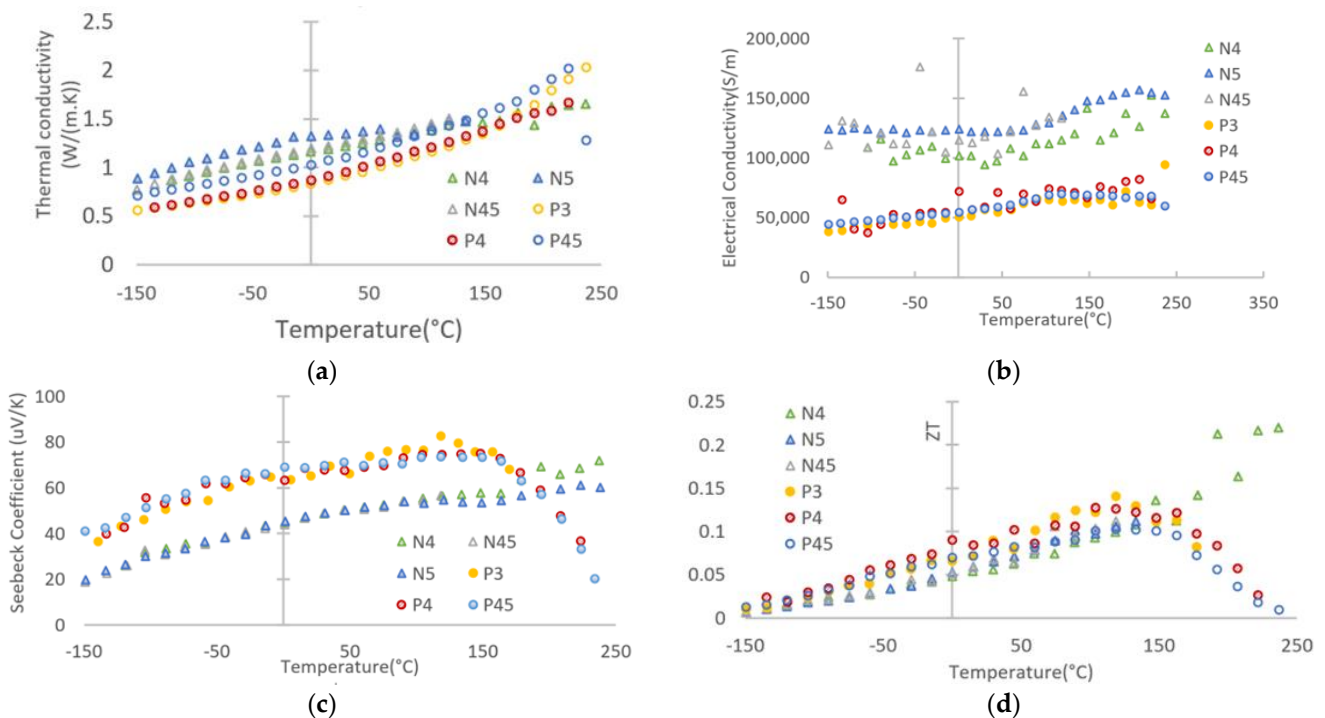 2.5
2
1.5
1
0.5
0
Thermal conductivity
(W/(m.K))
N4
N5
N45
P3
P4
P45
-150
-50
50
150
250
Temperature(°C)
(a)
200,000
150,000
100,000
50,000
0
Electrical Conductivity(S/m)
N4
N5
N45
P3
P4
P45
-150
-50
50
150
250
350
Temperature(°C)
(b)
100
80
60
40
20
0
Seebeck Coefficient (uV/K)
N4
N45
N5
P3
P4
P45
-150
-50
50
150
250
Temperature(°C)
(c)
0.25
0.2
0.15
0.1
0.05
0
ZT
N4
N5
N45
P3
P4
P45
-150
-50
50
150
250
Temperature(°C)
(d)